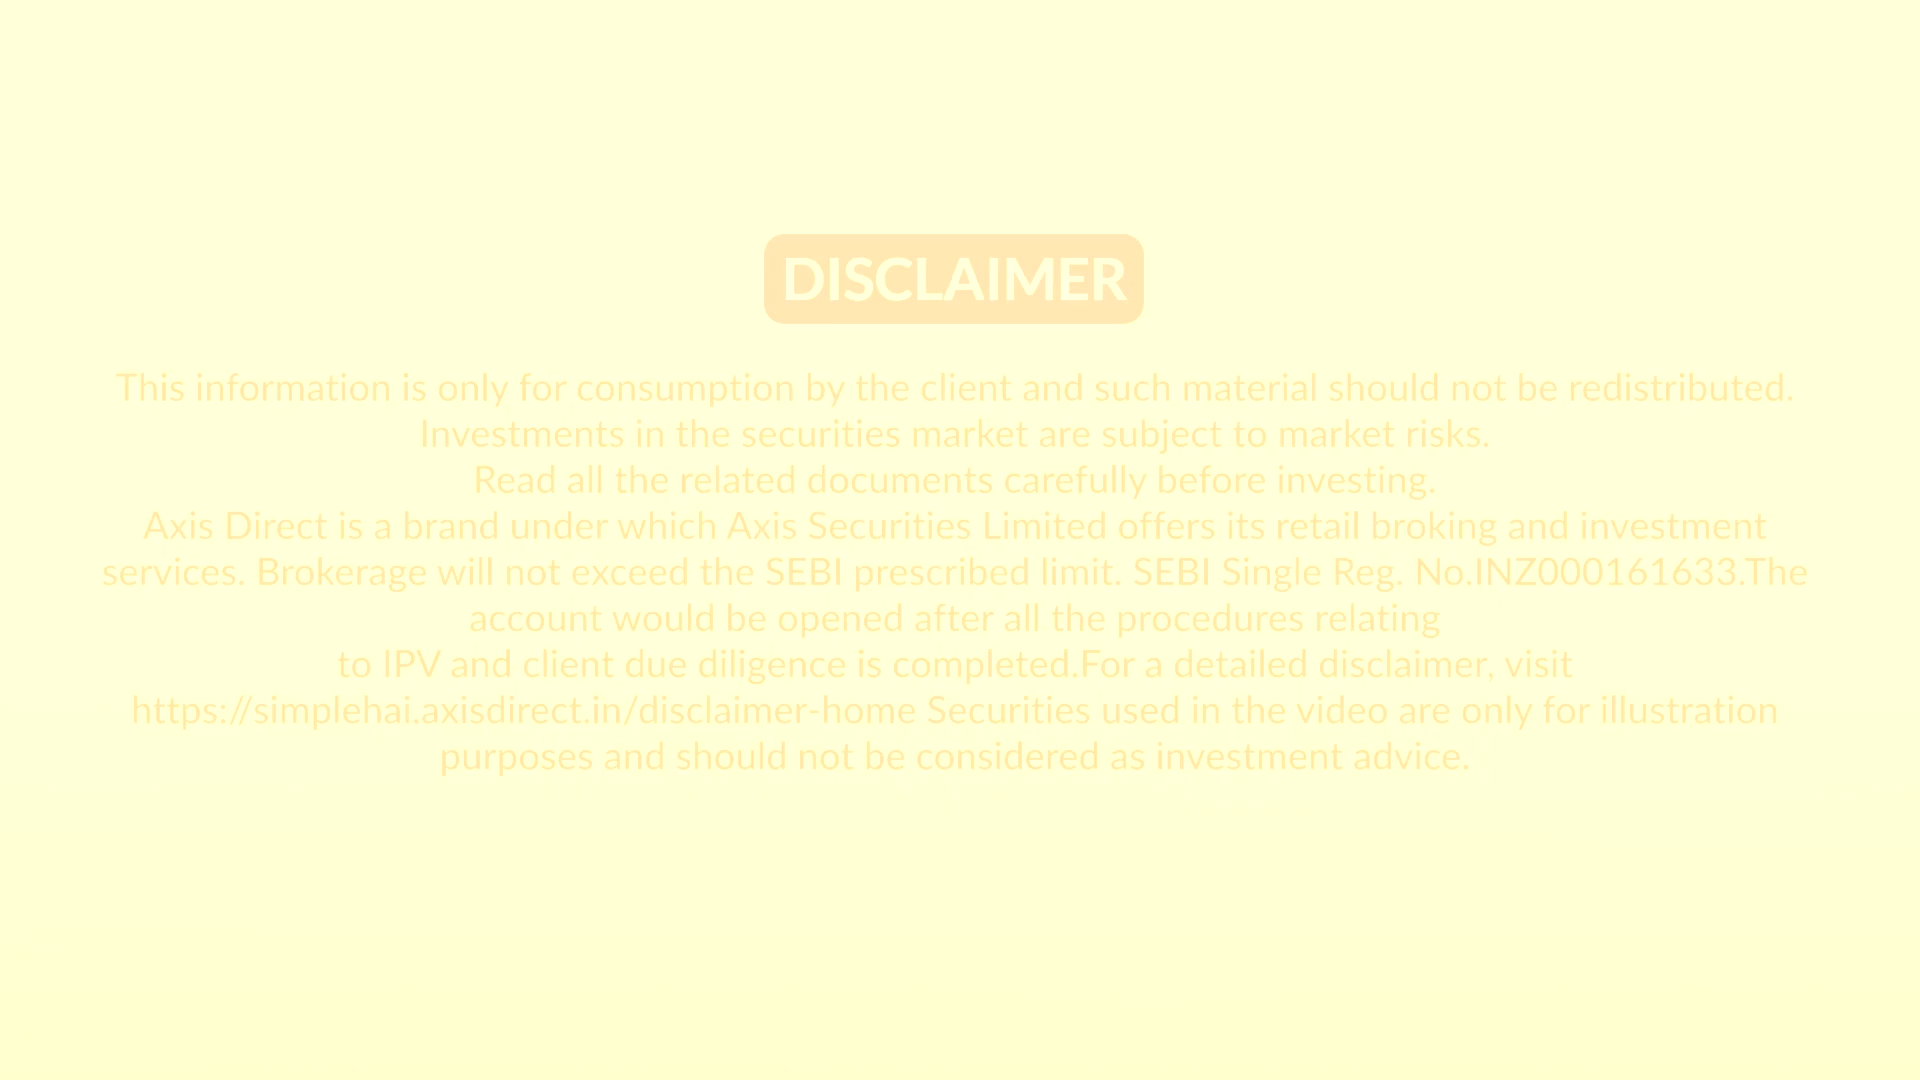 DISCLAIMER
This information is only for consumption by the client and such material should not be redistributed.
Investments in the securities market are subject to market risks.
Read all the related documents carefully before investing.
Axis Direct is a brand under which Axis Securities Limited offers its retail broking and investment
services. Brokerage will not exceed the SEBI prescribed limit. SEBI Single Reg. No.INZ000161633.The
account would be opened after all the procedures relating
to IPV and client due diligence is completed.For a detailed disclaimer, visit
https://simplehai.axisdirect.in/disclaimer-home Securities used in the video are only for illustration
purposes and should not be considered as investment advice.